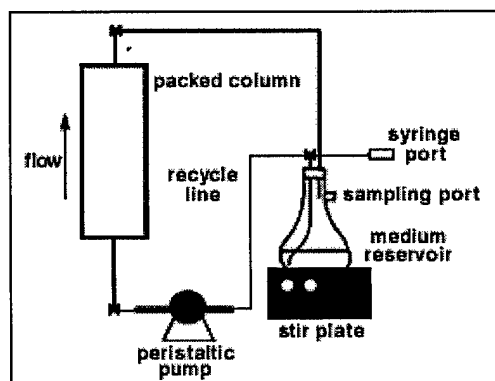 packed column
flow
syringe
port
recycle
line
sampling port
medium
reservoir
stir plate
peristaltic
pump